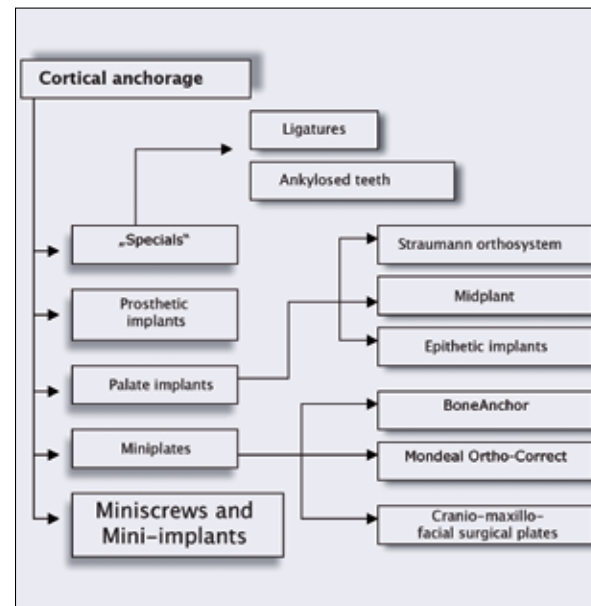 Cortical anchorage
Ligatures
Ankylosed teeth
„Specials“
Straumann orthosystem
Prosthetic
implants
Midplant
Epithetic implants
Palate implants
BoneAnchor
Miniplates
Mondeal Ortho-Correct
Miniscrews and
Mini-implants
Cranio-maxillo-
facial surgical plates